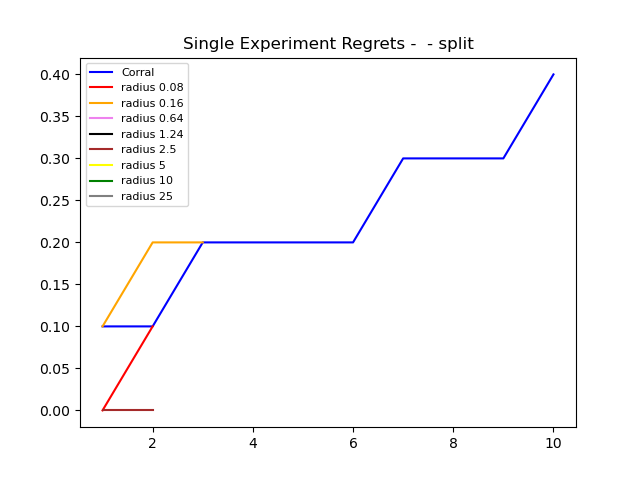 Single Experiment Regrets -  - split
0.40
0.35
0.30
0.25
0.20
0.15
0.10
0.05
0.00
Corral
radius 0.08
radius 0.16
radius 0.64
radius 1.24
radius 2.5
radius 5
radius 10
radius 25
2 4 6 8 10